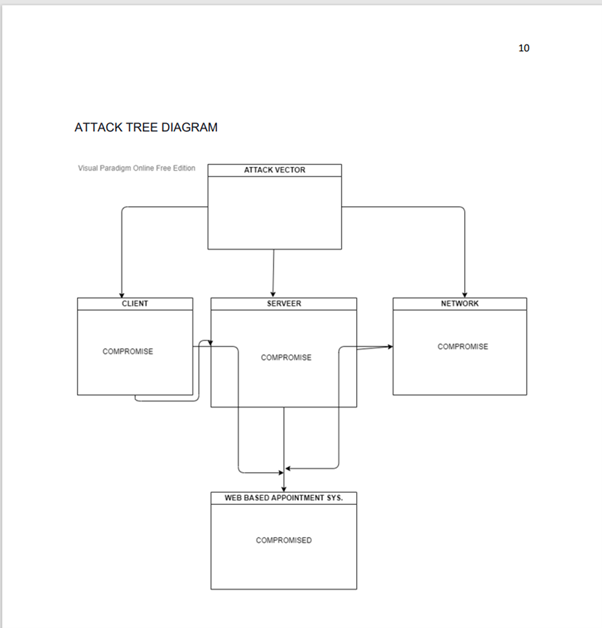 10
ATTACK TREE DIAGRAM
Visual Paradigm Online Free Edition
ATTACK VECTOR
CLIENT
SERVEER
NETWORK
COMPROMISE
COMPROMISE
COMPROMISE
WEB BASED APPOINTMENT SYS.
COMPROMISED